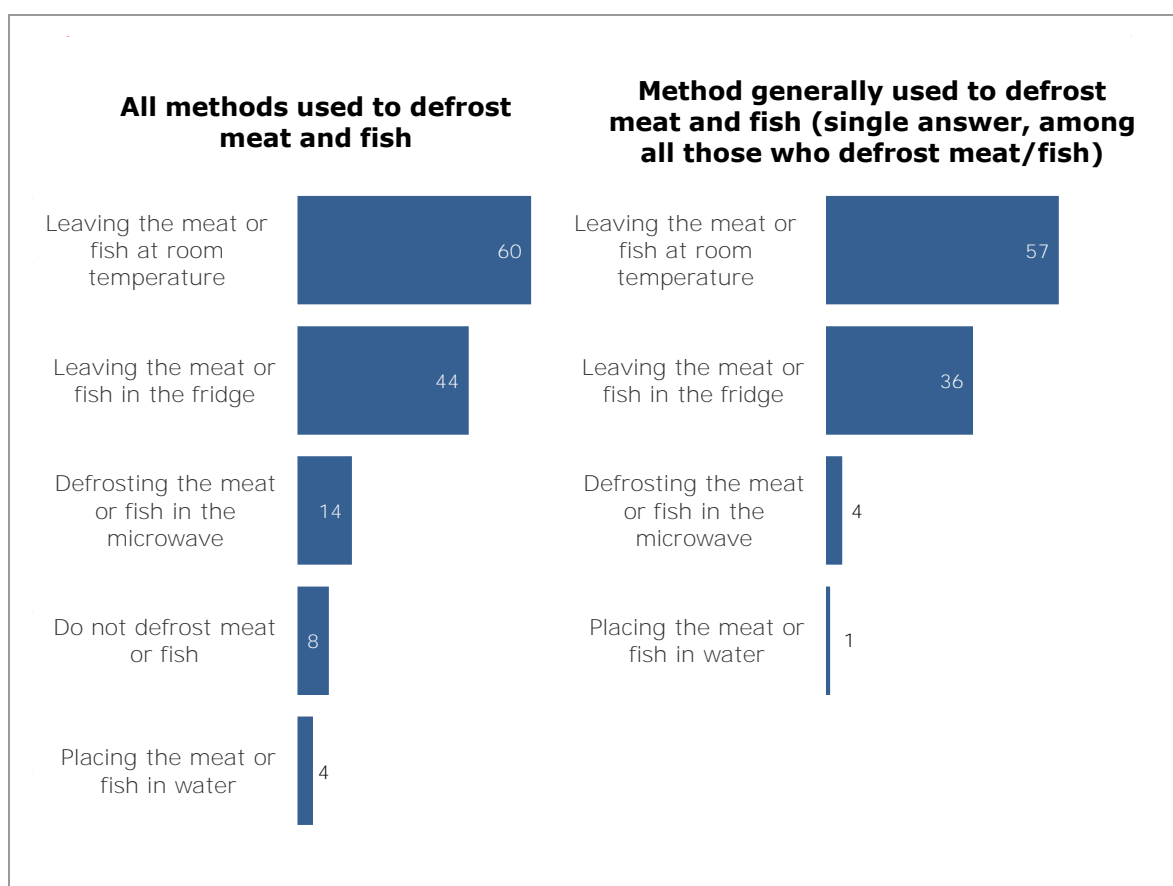 All methods used to defrost
meat and fish
Leaving the meat or
fish at room
temperature
60
Leaving the meat or
fish in the fridge
44
Defrosting the meat
or fish in the
microwave
14
Do not defrost meat
or fish
8
Placing the meat or
fish in water
4
Method generally used to defrost
meat and fish (single answer, among
all those who defrost meat/fish)
Leaving the meat or
fish at room
temperature
57
Leaving the meat or
fish in the fridge
36
Defrosting the meat
or fish in the
microwave
4
Placing the meat or
fish in water
1